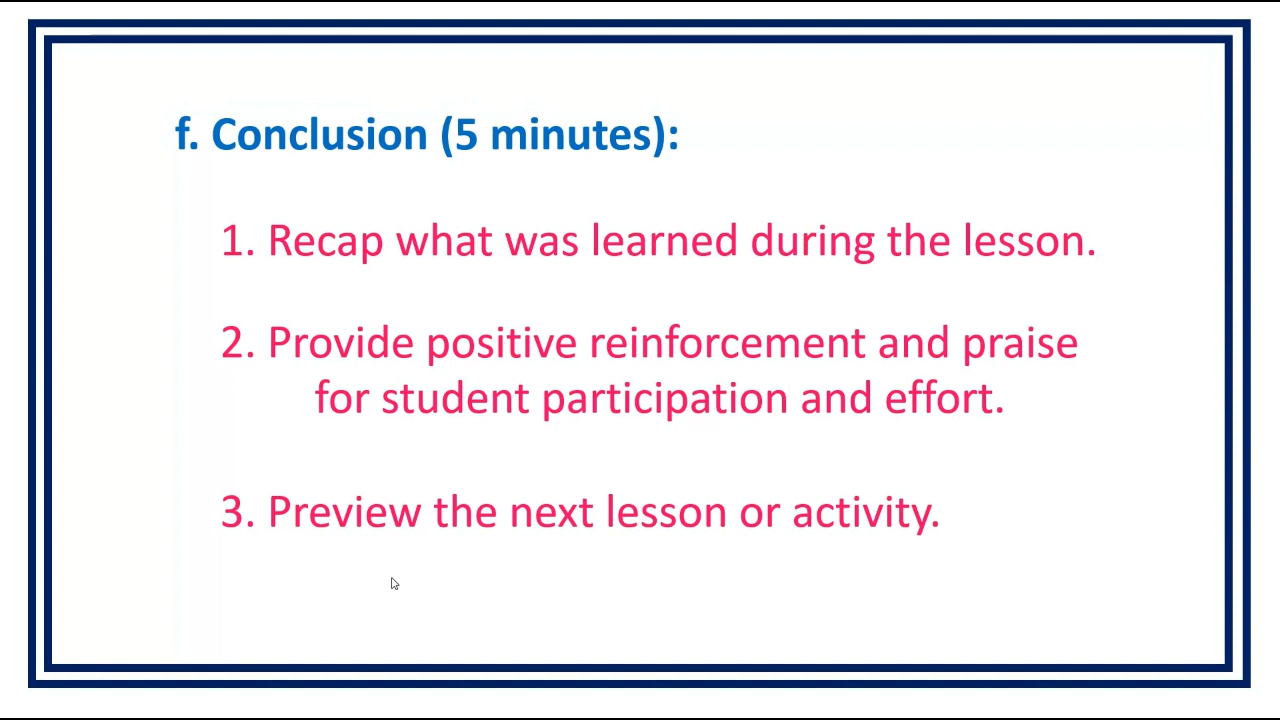 f. Conclusion (5 minutes):
1. Recap what was learned during the lesson.
2. Provide positive reinforcement and praise
for student participation and effort.
3. Preview the next lesson or activity.